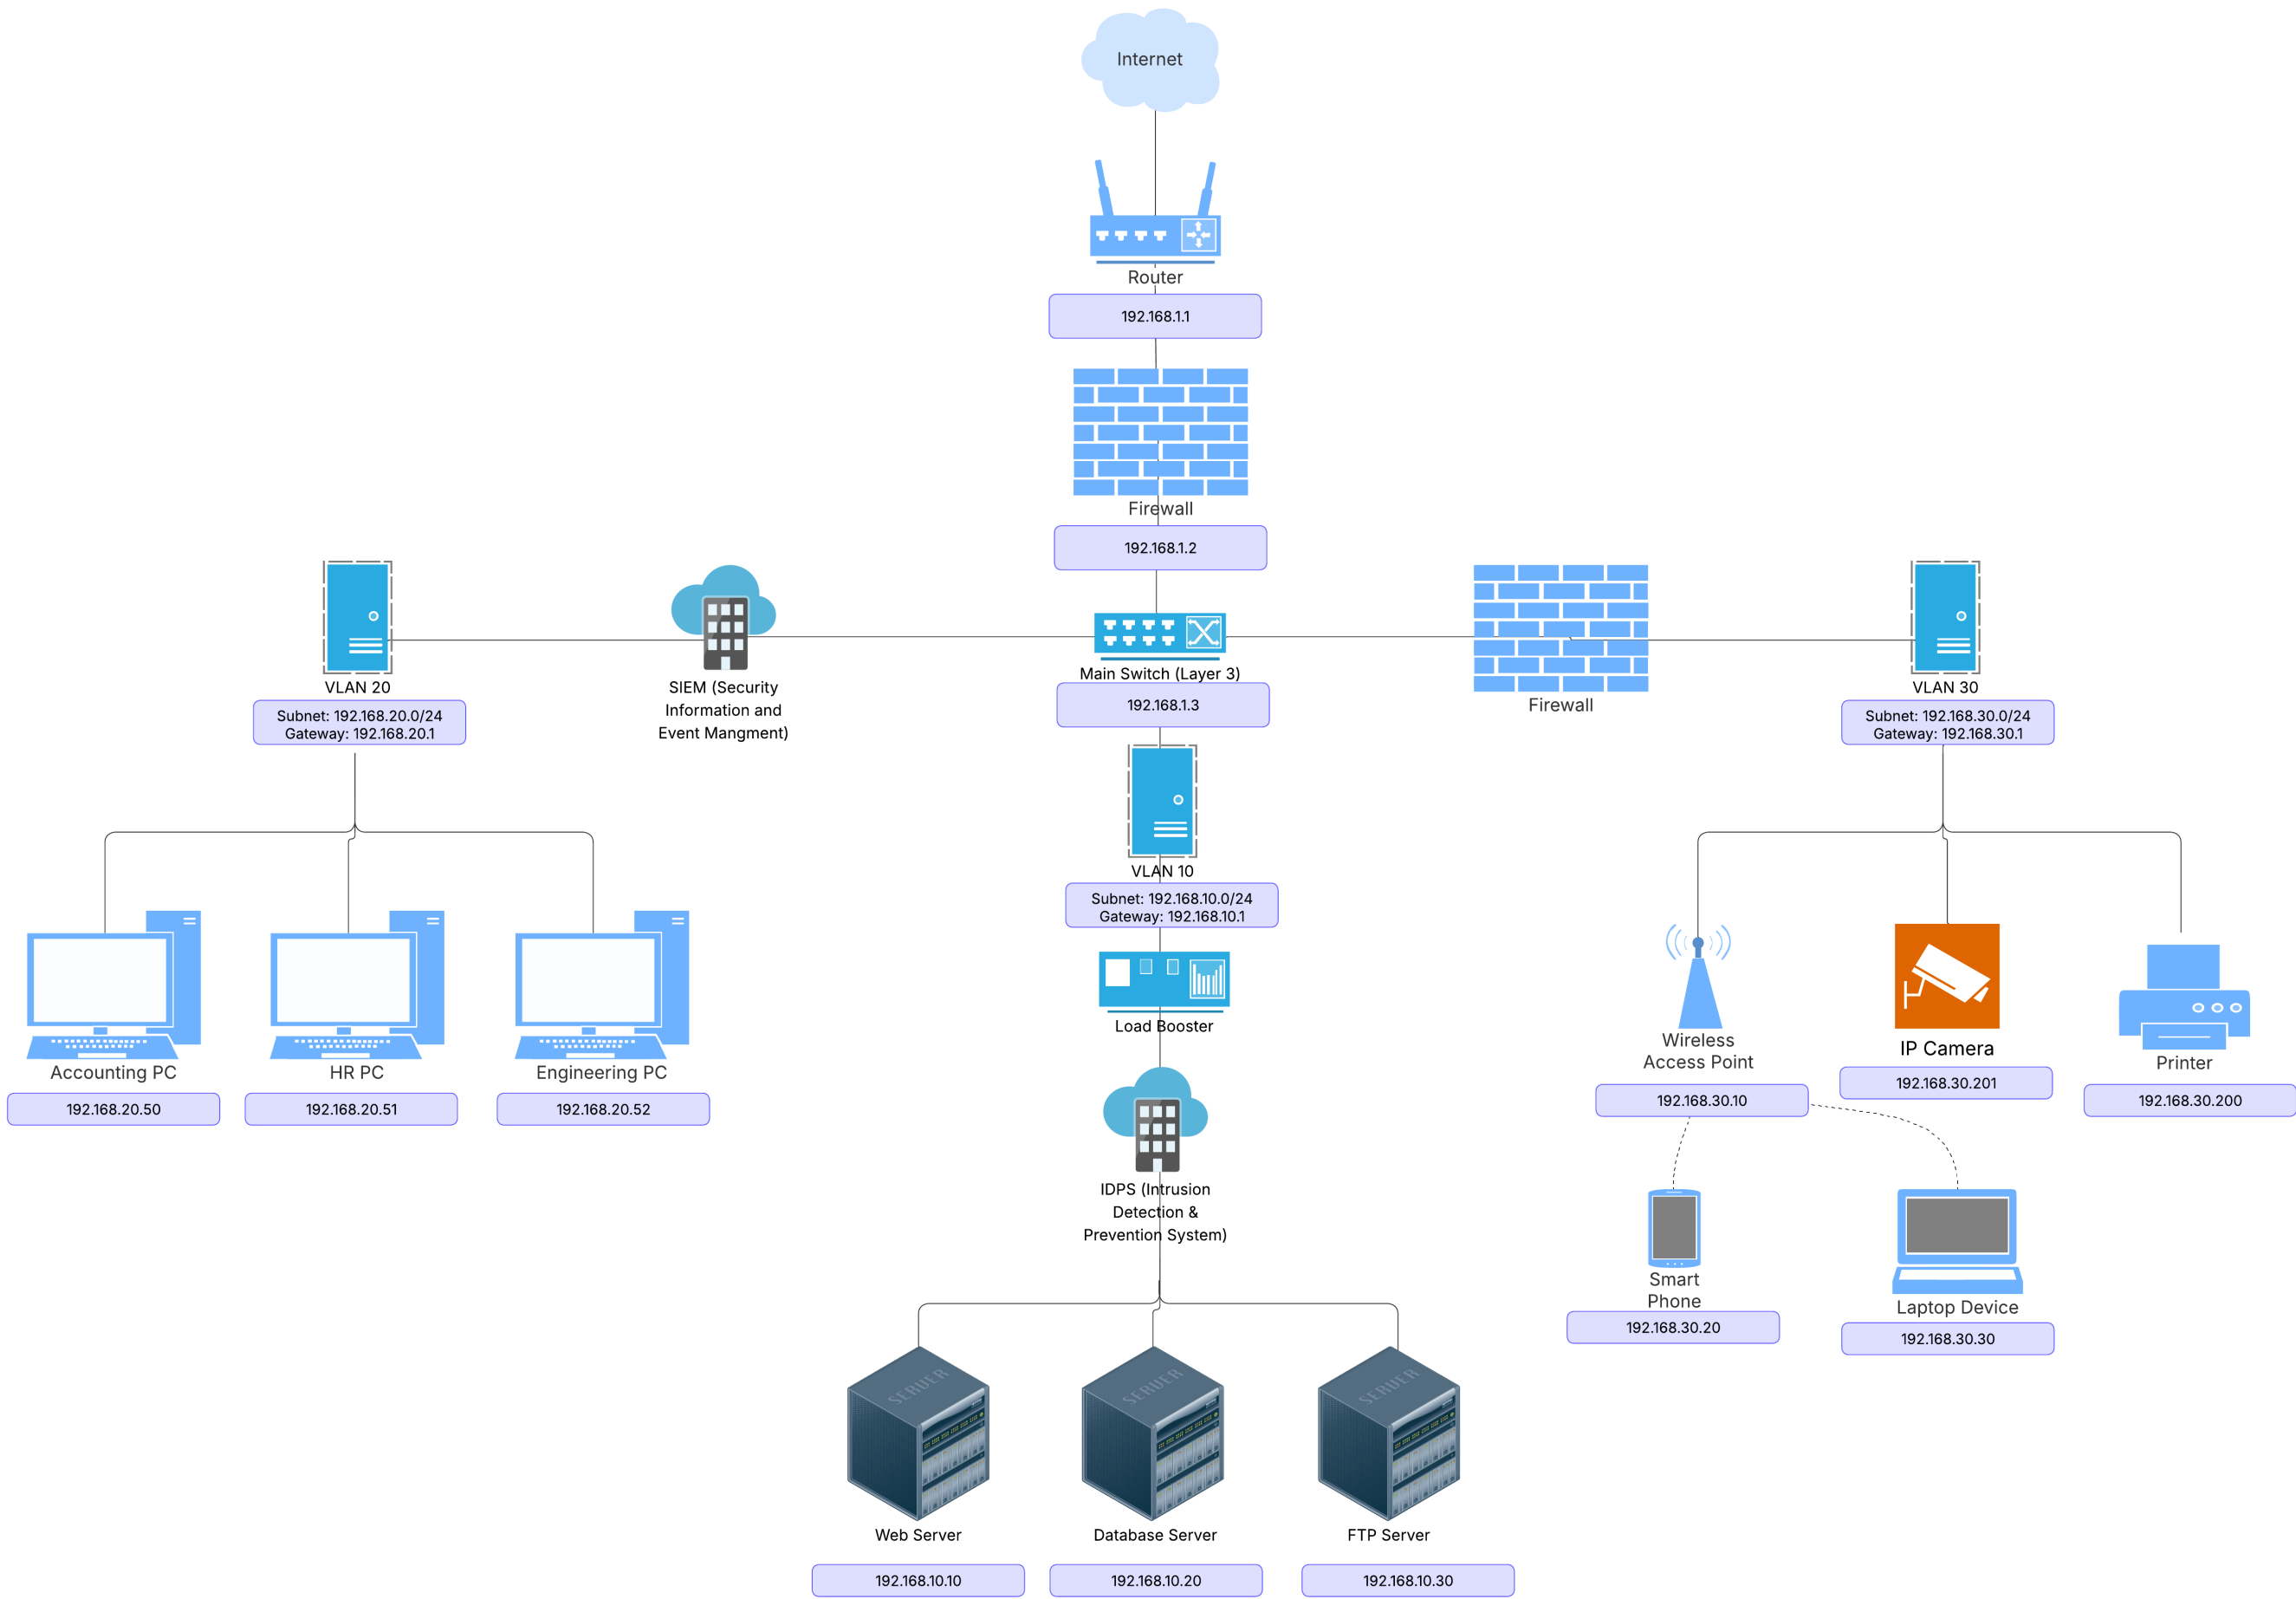 Internet
Router
192.168.1.1
Firewall
192.168.1.2
VLAN 20
Subnet: 192.168.20.0/24
Gateway: 192.168.20.1
SIEM (Security
Information and
Event Mangment)
Main Switch (Layer 3)
192.168.1.3
Firewall
VLAN 30
Subnet: 192.168.30.0/24
Gateway: 192.168.30.1
VLAN 10
Subnet: 192.168.10.0/24
Gateway: 192.168.10.1
Load Booster
Accounting PC
192.168.20.50
HR PC
192.168.20.51
Engineering PC
192.168.20.52
IDPS (Intrusion
Detection &
Prevention System)
Wireless
Access Point
192.168.30.10
IP Camera
192.168.30.201
Printer
192.168.30.200
Smart
Phone
192.168.30.20
Laptop Device
192.168.30.30
SERVER
SERVER
SERVER
Web Server
192.168.10.10
Database Server
192.168.10.20
FTP Server
192.168.10.30